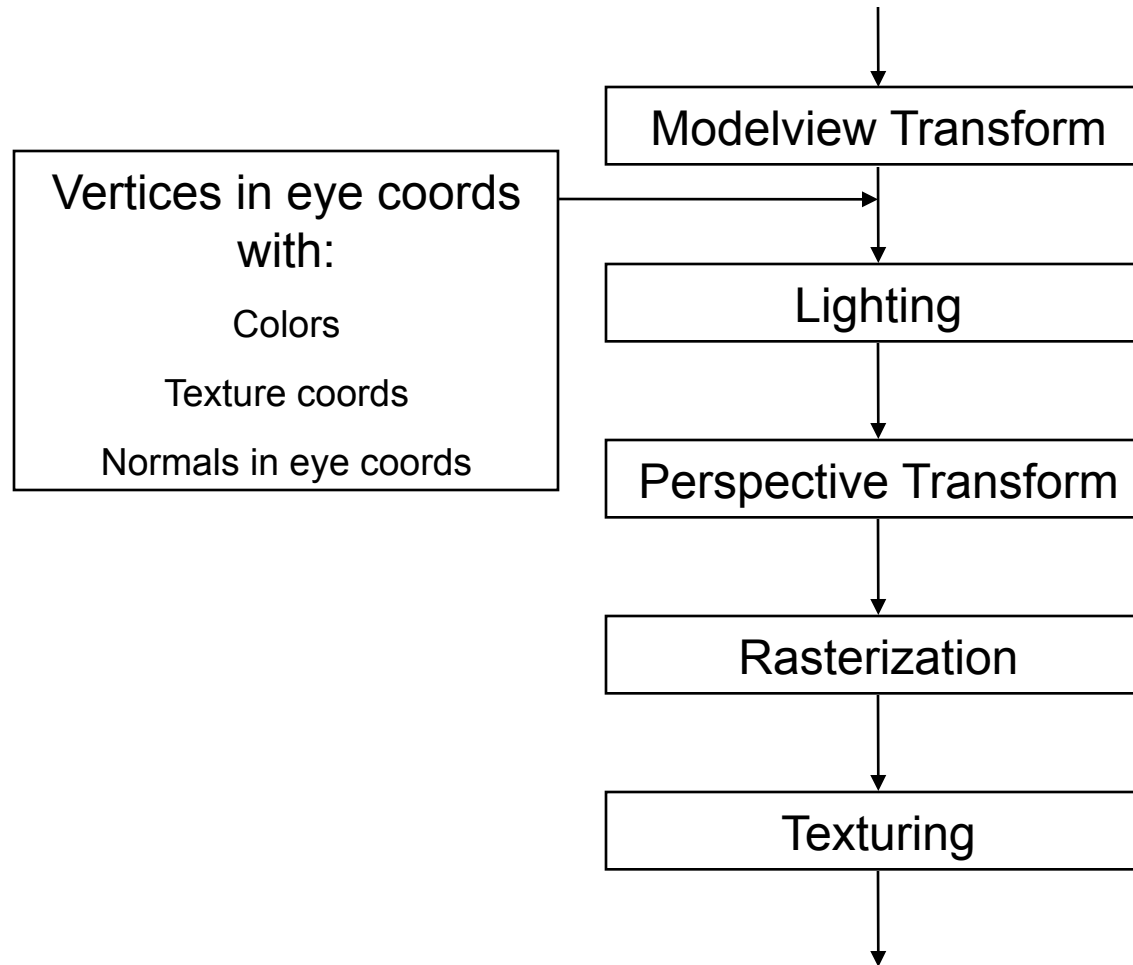 Modelview Transform
Vertices in eye coords
with:
Colors
Texture coords
Normals in eye coords
Lighting
Perspective Transform
Rasterization
Texturing